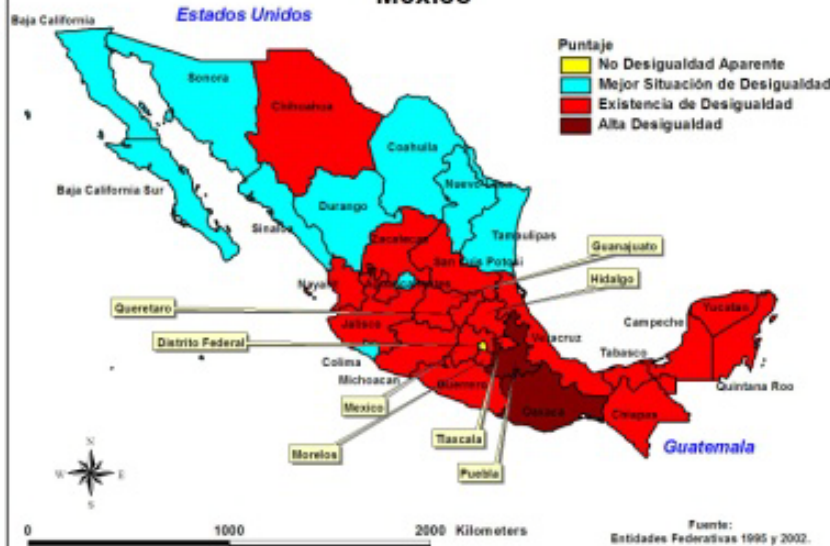 Mexico
Baja California
Estados Unidos
Puntaje
No Desigualdad Aparente
Mejor Situación de Desigualdad
Existencia de Desigualdad
Alta Desigualdad
Sonora
Chihuahua
Coahuila
Baja California Sur
Nuevo Leon
Durango
Sinaloa
Tamaulipas
Zacatecas
Guanajuato
San Luis Potosi
Hidalgo
Nayarit
Queretaro
Yucatan
Jalisco
Campeche
Distrito Federal
Veracruz
Tabasco
Colima
Michoacan
Guerrero
Quintana Roo
Mexico
Oaxaca
Chiapas
Tlaxcala
Guatemala
Morelos
Puebla
N
W E
S
0 1000 2000 Kilometers
Fuente:
Entidades Federativas 1995 y 2002.